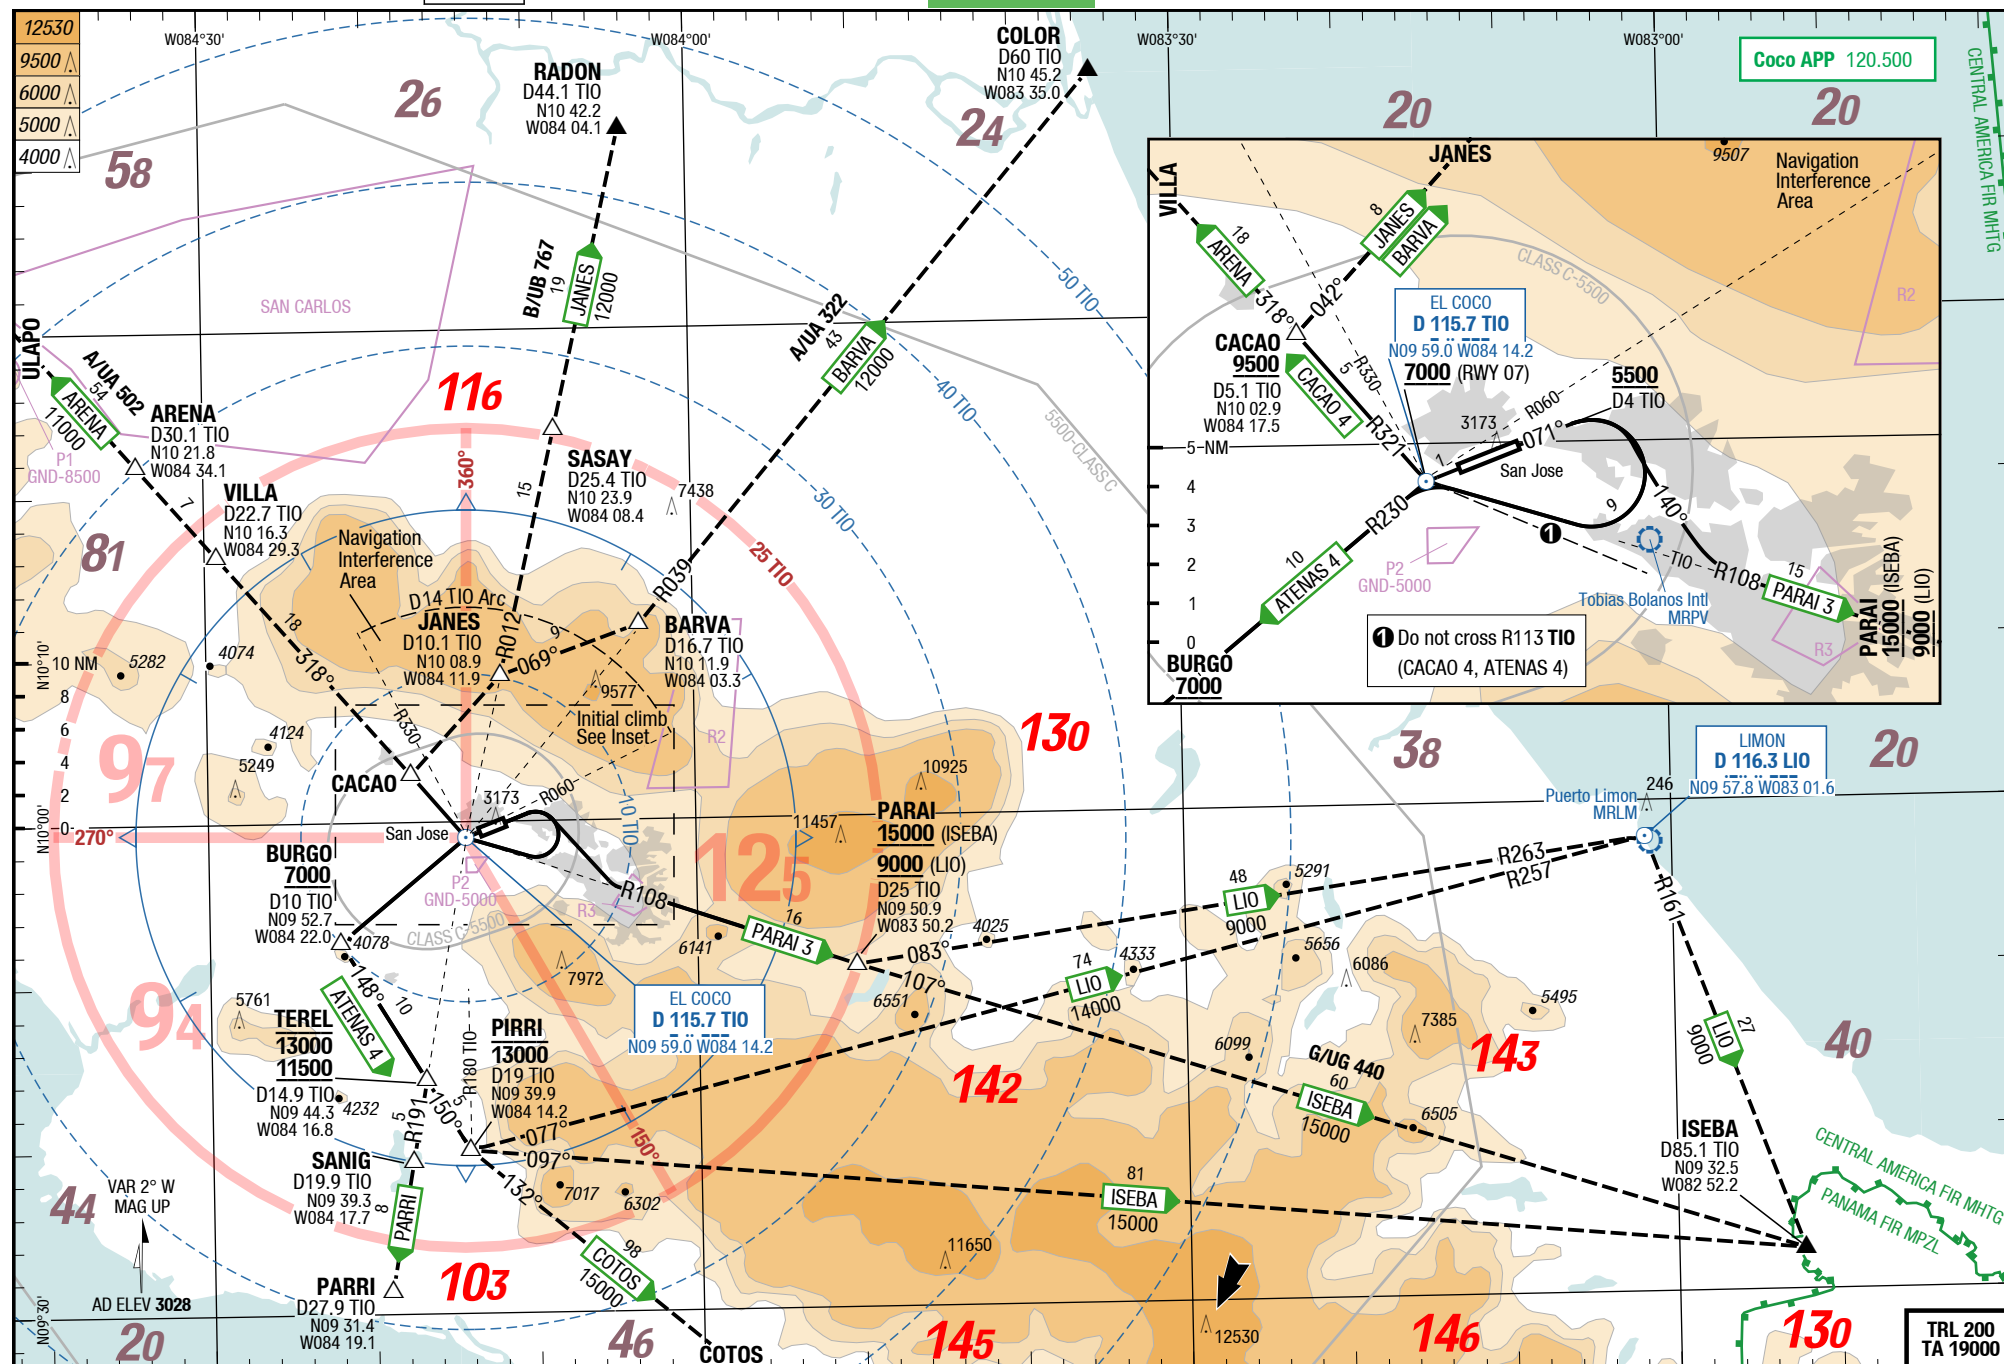 12530
9500
6000
5000
4000
W084°30'
W084°00'
W083°30'
W083°00'
Coco APP 120.500
CENTRAL AMERICA FIR MHTG
RADON
D44.1 TIO
N10 42.2
W084 04.1
COLOR
D60 TIO
N10 45.2
W083 35.0
26
24
20
20
58
81
SAN CARLOS
B/UB 767
19
JANES
12000
A/UA 322
43
BARVA
12000
50 TIO
40 TIO
30 TIO
25 TIO
10 TIO
5500-CLASS C
ULAPO
A/UA 502
54
ARENA
11000
ARENA
D30.1 TIO
N10 21.8
W084 34.1
P1
GND-8500
7
VILLA
D22.7 TIO
N10 16.3
W084 29.3
116
360°
15
SASAY
D25.4 TIO
N10 23.9
W084 08.4
7438
Navigation
Interference
Area
D14 TIO Arc
JANES
D10.1 TIO
N10 08.9
W084 11.9
R012
9
069°
R039
BARVA
D16.7 TIO
N10 11.9
W084 03.3
9577
Initial climb
See Inset
R2
18
318°
R330
N10°10'
10 NM
8
6
4
2
0
N10°00'
5282
4074
4124
5249
97
270°
CACAO
San Jose
3173
R060
130
10925
11457
125
PARAI
15000 (ISEBA)
9000 (LIO)
D25 TIO
N09 50.9
W083 50.2
BURGO
7000
D10 TIO
N09 52.7
W084 22.0
4078
P2
GND-5000
CLASS C-5500
R3
R108
16
PARAI 3
6141
7972
148°
10
ATENAS 4
94
5761
TEREL
13000
11500
D14.9 TIO
N09 44.3
W084 16.8
4232
PIRRI
13000
D19 TIO
N09 39.9
W084 14.2
R180 TIO
EL COCO
D 115.7 TIO
N09 59.0 W084 14.2
5
R191
150°
5
SANIG
D19.9 TIO
N09 39.3
W084 17.7
8
PARRI
PARRI
D27.9 TIO
N09 31.4
W084 19.1
077°
097°
132°
150°
7017
6302
98
COTOS
15000
COTOS
103
44
VAR 2° W
MAG UP
AD ELEV 3028
N09°30'
20
46
083°
107°
4025
6551
4333
48
LIO
9000
5291
74
LIO
14000
5656
6086
5495
7385
6099
142
143
G/UG 440
60
ISEBA
15000
6505
81
ISEBA
15000
11650
12530
145
146
130
R263
R257
38
20
40
Puerto Limon
MRLM
246
LIMON
D 116.3 LIO
N09 57.8 W083 01.6
R161
27
LIO
9000
ISEBA
D85.1 TIO
N09 32.5
W082 52.2
CENTRAL AMERICA FIR MHTG
PANAMA FIR MPZL
TRL 200
TA 19000
VILLA
18
ARENA
318°
8
JANES
BARVA
JANES
042°
CLASS C-5500
9507
Navigation
Interference
Area
R2
EL COCO
D 115.7 TIO
N09 59.0 W084 14.2
7000 (RWY 07)
CACAO
9500
D5.1 TIO
N10 02.9
W084 17.5
5
CACAO 4
R330
R321
5500
D4 TIO
R060
3173
071°
1
San Jose
9
140°
5-NM
4
3
2
1
0
R230
10
ATENAS 4
BURGO
7000
P2
GND-5000
TIO
R108
15
PARAI 3
Tobias Bolanos Intl
MRPV
R3
PARAI
15000 (ISEBA)
9000 (LIO)
1 Do not cross R113 TIO
(CACAO 4, ATENAS 4)
1